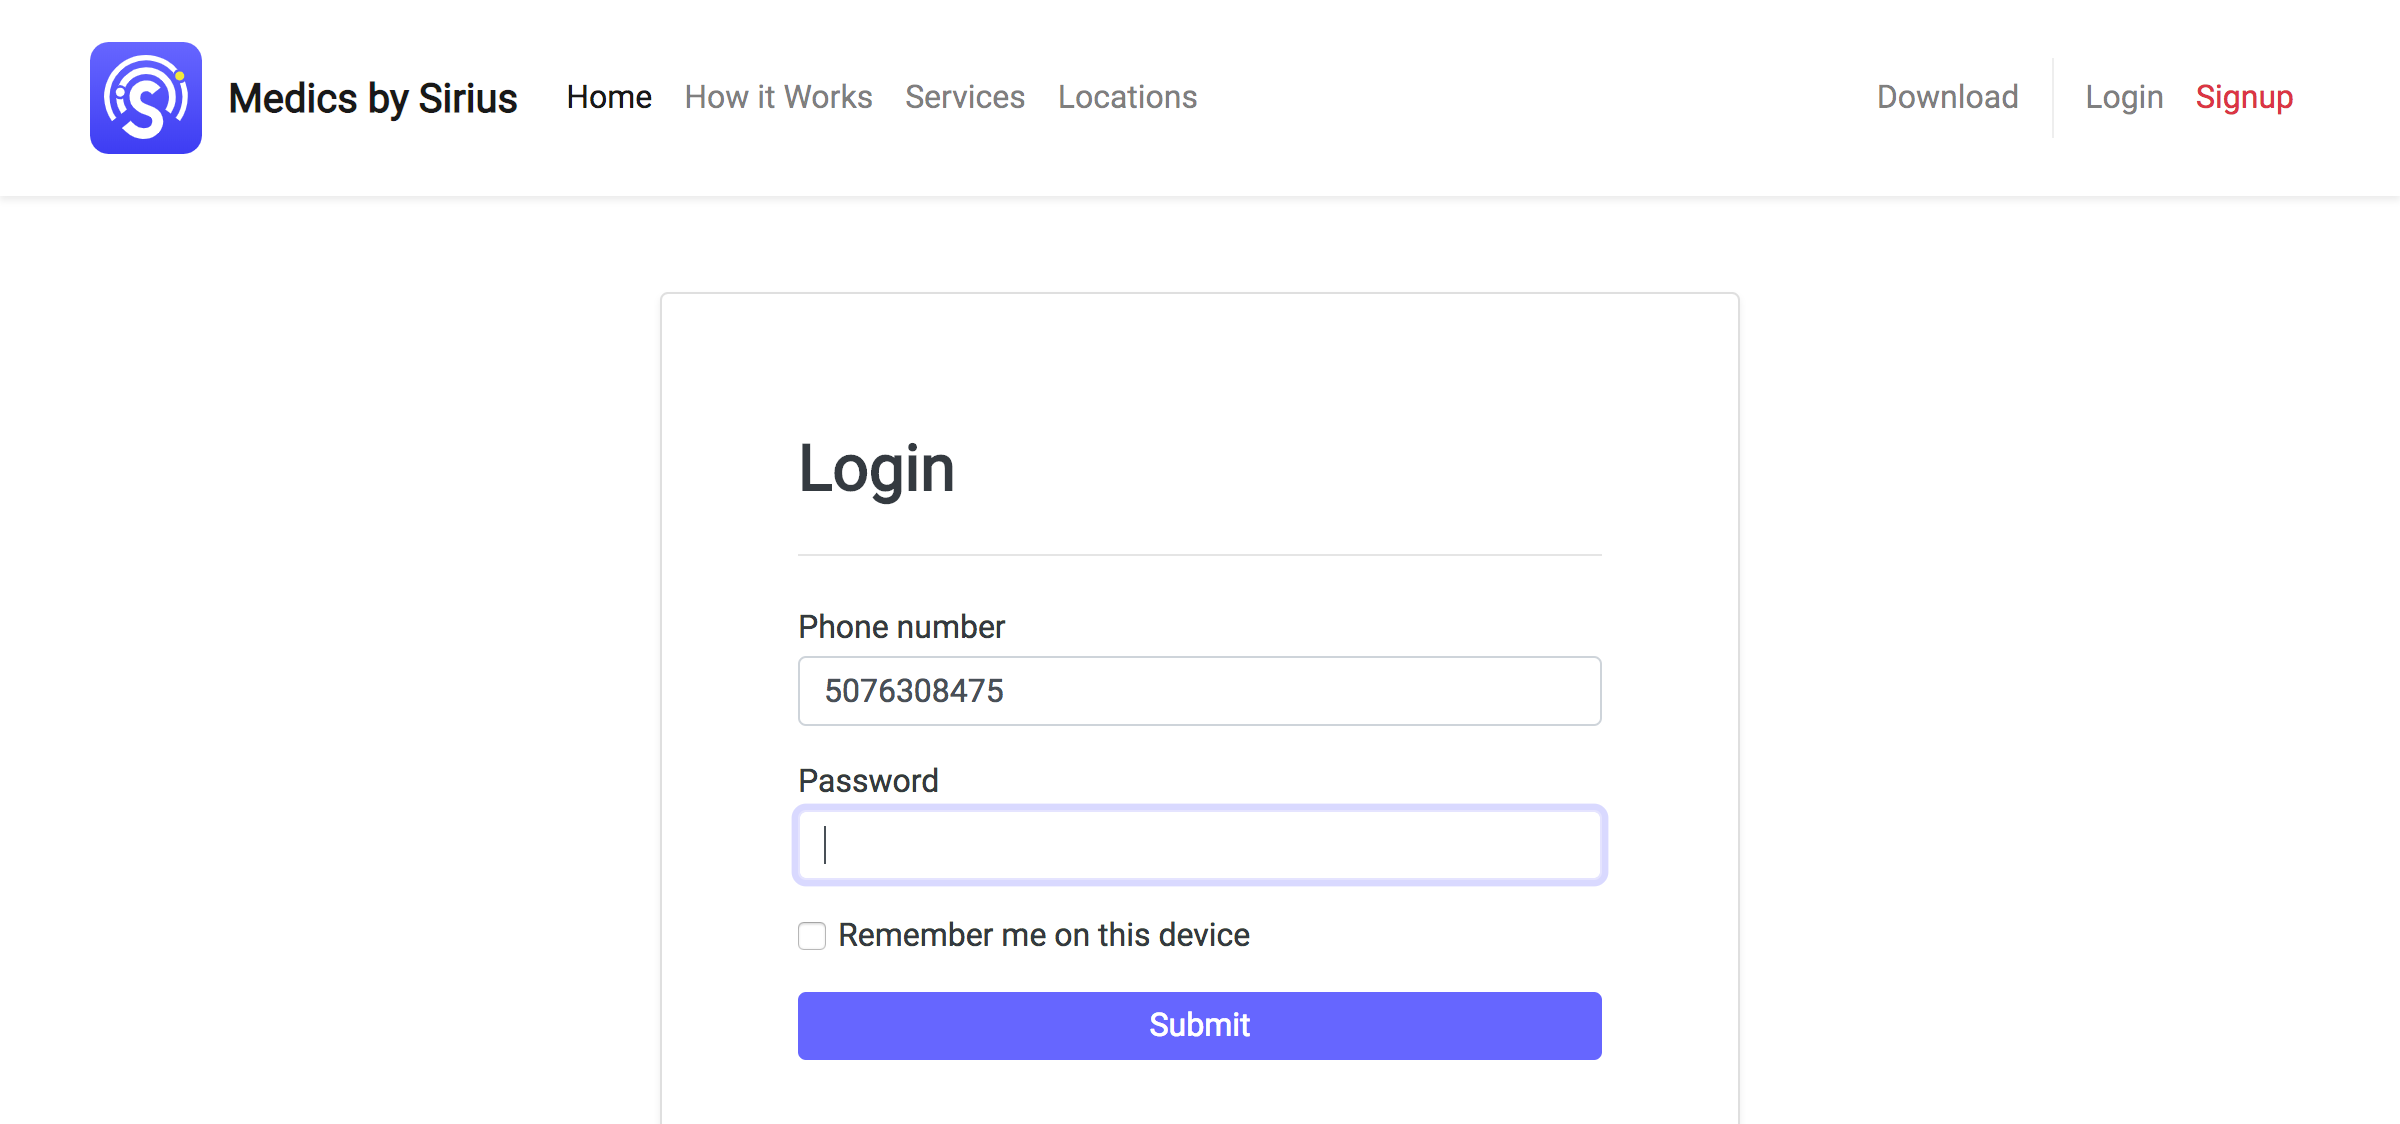 Medics by Sirius Home How it Works Services Locations Download Login Signup
Login
Phone number
5076308475
Password
Remember me on this device
Submit